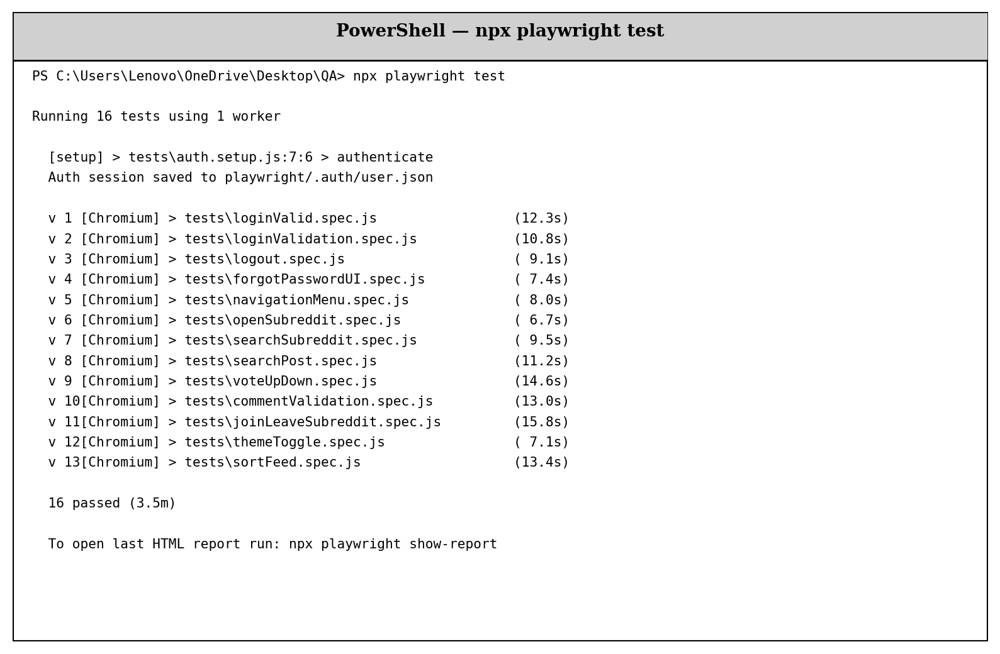 PowerShell — npx playwright test
PS C:\Users\Lenovo\OneDrive\Desktop\QA> npx playwright test
Running 16 tests using 1 worker
[setup] > tests\auth.setup.js:7:6 > authenticate
Auth session saved to playwright/.auth/user.json
v 1 [Chromium] > tests\loginValid.spec.js (12.3s)
v 2 [Chromium] > tests\loginValidation.spec.js (10.8s)
v 3 [Chromium] > tests\logout.spec.js ( 9.1s)
v 4 [Chromium] > tests\forgotPasswordUI.spec.js ( 7.4s)
v 5 [Chromium] > tests\navigationMenu.spec.js ( 8.0s)
v 6 [Chromium] > tests\openSubreddit.spec.js ( 6.7s)
v 7 [Chromium] > tests\searchSubreddit.spec.js ( 9.5s)
v 8 [Chromium] > tests\searchPost.spec.js (11.2s)
v 9 [Chromium] > tests\voteUpDown.spec.js (14.6s)
v 10[Chromium] > tests\commentValidation.spec.js (13.0s)
v 11[Chromium] > tests\joinLeaveSubreddit.spec.js (15.8s)
v 12[Chromium] > tests\themeToggle.spec.js ( 7.1s)
v 13[Chromium] > tests\sortFeed.spec.js (13.4s)
16 passed (3.5m)
To open last HTML report run: npx playwright show-report